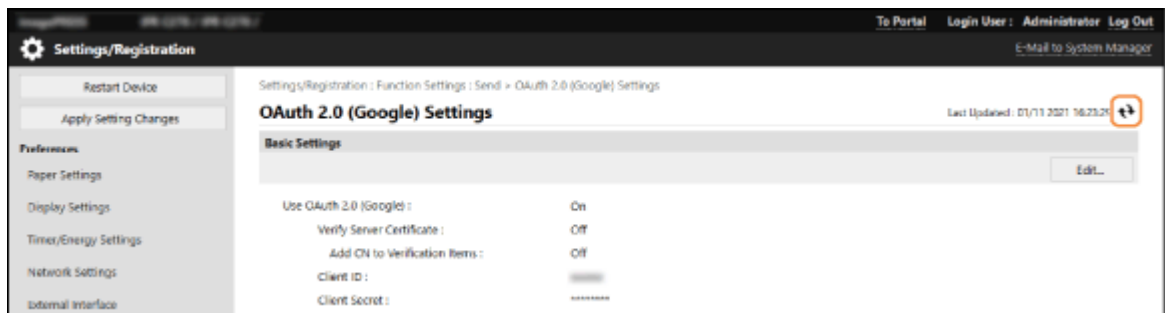 To Portal Login User : Administrator Log Out
Settings/Registration
E-Mail to System Manager
Restart Device
Apply Setting Changes
Preferences
Paper Settings
Display Settings
Timer/Energy Settings
Network Settings
External Interface
Settings/Registration : Function Settings : Send > OAuth 2.0 (Google) Settings
OAuth 2.0 (Google) Settings
Last Updated : 01/11 2021 16:23:29
Basic Settings
Edit...
Use OAuth 2.0 (Google) : On
Verify Server Certificate : Off
Add CN to Verification Items : Off
Client ID :
Client Secret : ********